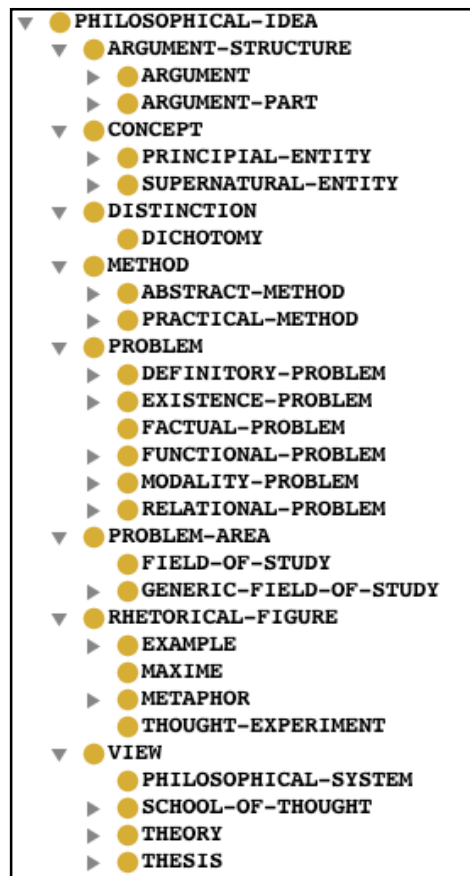 PHILOSOPHICAL-IDEA
ARGUMENT-STRUCTURE
ARGUMENT
ARGUMENT-PART
CONCEPT
PRINCIPIAL-ENTITY
SUPERNATURAL-ENTITY
DISTINCTION
DICHOTOMY
METHOD
ABSTRACT-METHOD
PRACTICAL-METHOD
PROBLEM
DEFINITORY-PROBLEM
EXISTENCE-PROBLEM
FACTUAL-PROBLEM
FUNCTIONAL-PROBLEM
MODALITY-PROBLEM
RELATIONAL-PROBLEM
PROBLEM-AREA
FIELD-OF-STUDY
GENERIC-FIELD-OF-STUDY
RHETORICAL-FIGURE
EXAMPLE
MAXIME
METAPHOR
THOUGHT-EXPERIMENT
VIEW
PHILOSOPHICAL-SYSTEM
SCHOOL-OF-THOUGHT
THEORY
THESIS